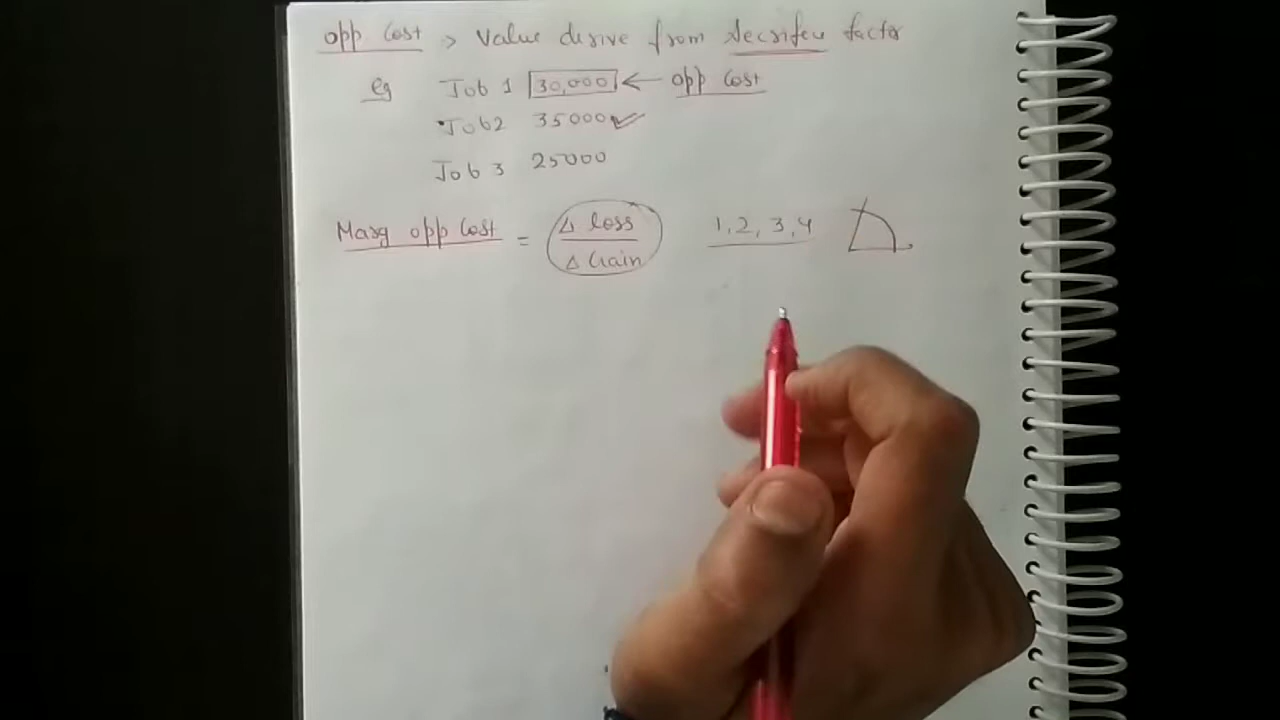 opp Cost > Value derive from Secrifeu factor
eg Job 1 30,000 ← opp Cost
Job2 35000 ✓
Job 3 25000
Marg opp Cost = Δ loss / Δ Gain 1,2,3,4